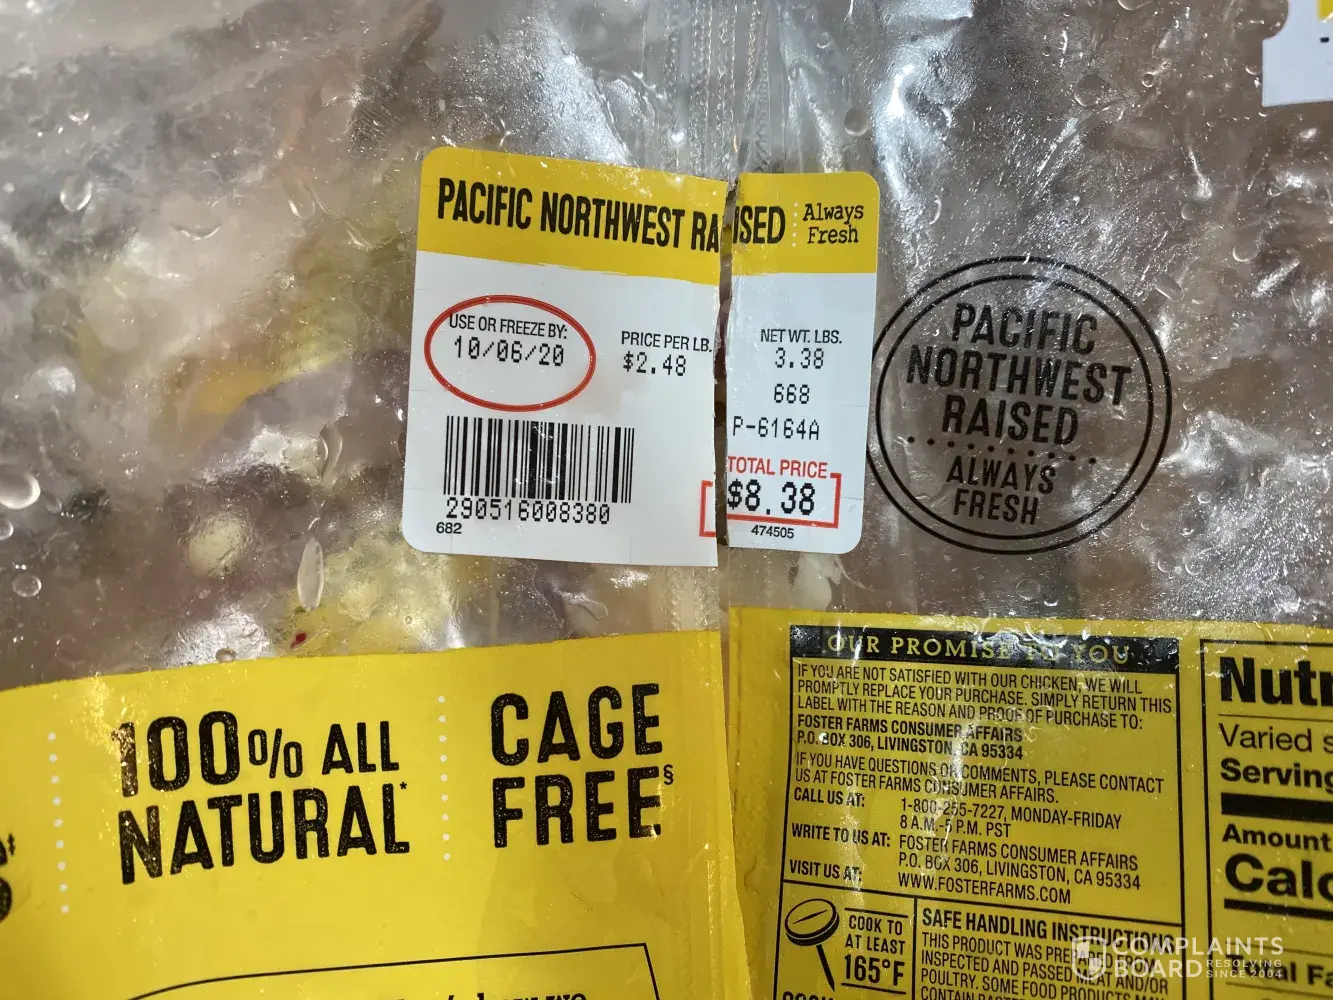 PACIFIC NORTHWEST RAISED
Always
Fresh
USE OR FREEZE BY:
10/06/20
PRICE PER LB.
$2.48
NET WT. LBS.
3.38
668
P-6164A
TOTAL PRICE
$8.38
474505
290516008380
682
PACIFIC
NORTHWEST
RAISED
ALWAYS
FRESH
100% ALL
NATURAL*
CAGE
FREE§
OUR PROMISE TO YOU
IF YOU ARE NOT SATISFIED WITH OUR CHICKEN, WE WILL
PROMPTLY REPLACE YOUR PURCHASE. SIMPLY RETURN THIS
LABEL WITH THE REASON AND PROOF OF PURCHASE TO:
FOSTER FARMS CONSUMER AFFAIRS
P.O. BOX 306, LIVINGSTON, CA 95334
IF YOU HAVE QUESTIONS OR COMMENTS, PLEASE CONTACT
US AT FOSTER FARMS CONSUMER AFFAIRS.
CALL US AT: 1-800-255-7227, MONDAY-FRIDAY
8 A.M.-5 P.M. PST
WRITE TO US AT: FOSTER FARMS CONSUMER AFFAIRS
P.O. BOX 306, LIVINGSTON, CA 95334
VISIT US AT: WWW.FOSTERFARMS.COM
COOK TO
AT LEAST
165°F
SAFE HANDLING INSTRUCTIONS
THIS PRODUCT WAS PREPARED FROM
INSPECTED AND PASSED MEAT AND/OR
POULTRY. SOME FOOD PRODUCTS
Nutr
Varied
Serving
Amount
Calo
COMPLAINTS
BOARD RESOLVING
SINCE 2004